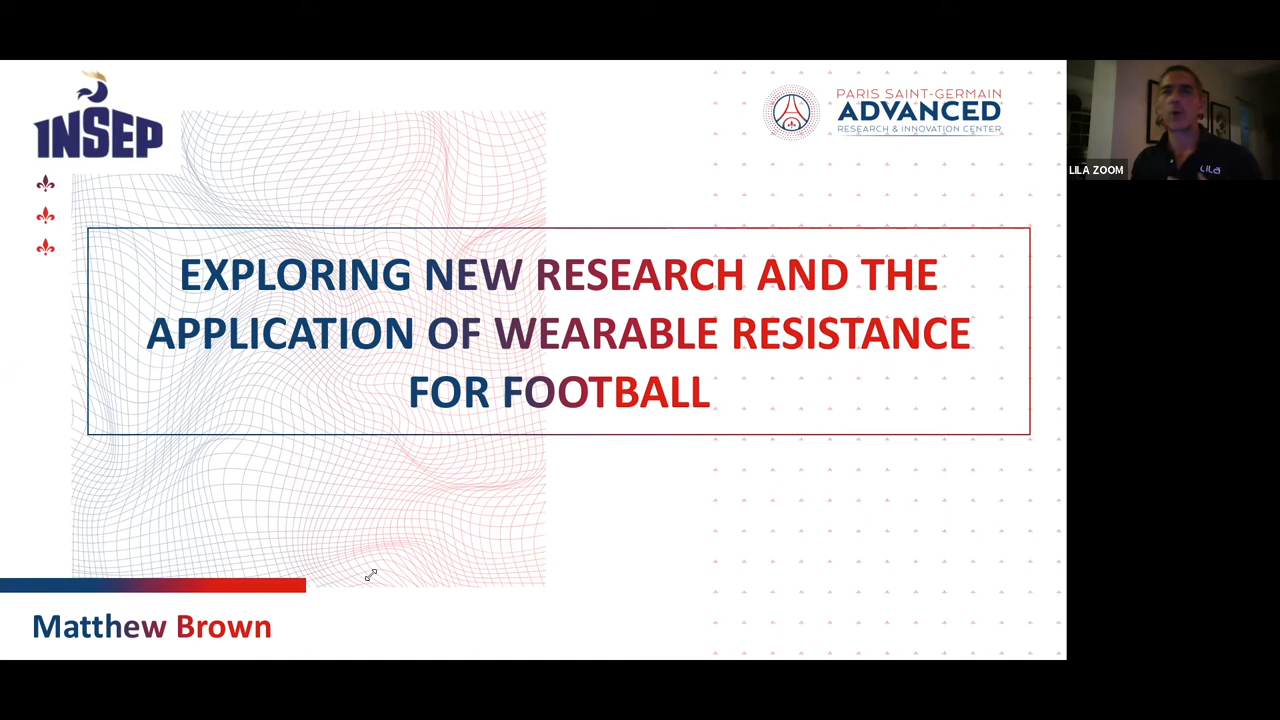 INSEP
PARIS SAINT-GERMAIN
ADVANCED
RESEARCH & INNOVATION CENTER
LILA
LILA ZOOM
EXPLORING NEW RESEARCH AND THE
APPLICATION OF WEARABLE RESISTANCE
FOR FOOTBALL
Matthew Brown